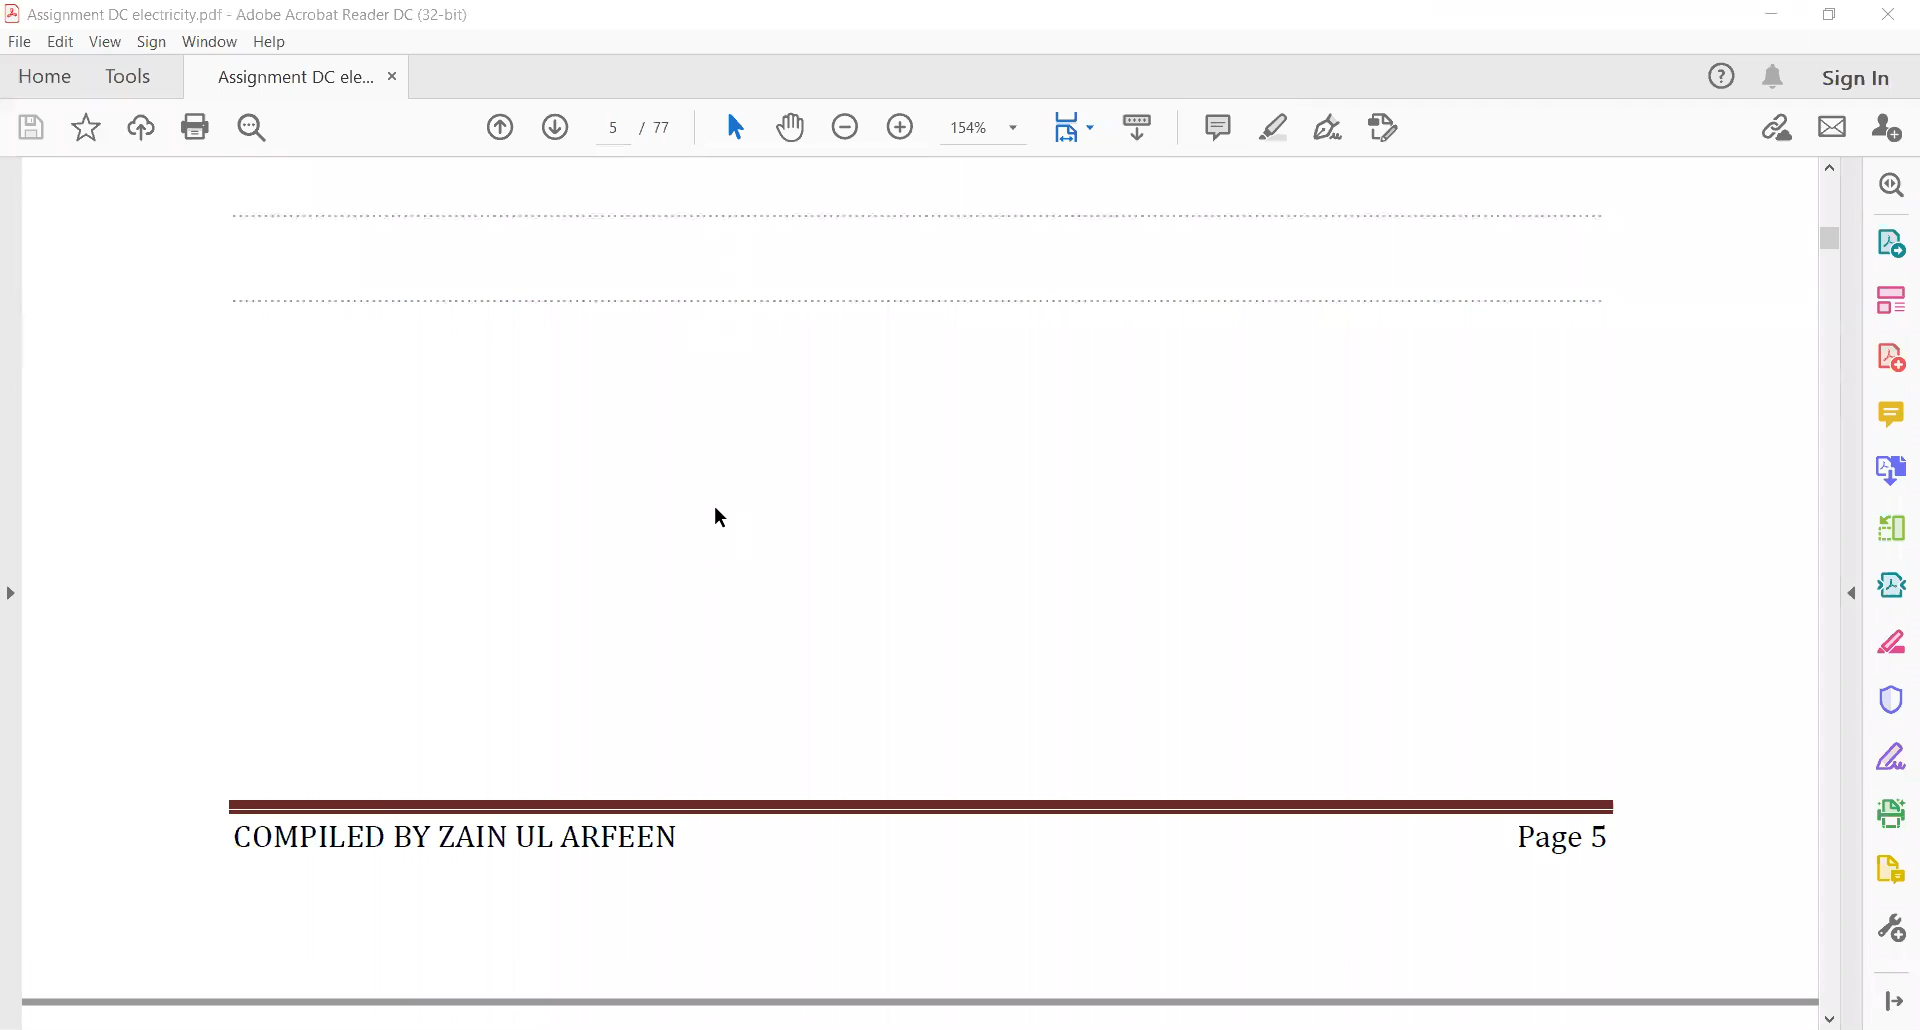 Assignment DC electricity.pdf - Adobe Acrobat Reader DC (32-bit)
File Edit View Sign Window Help
Home Tools Assignment DC ele... × Sign In
5 / 77 154%
COMPILED BY ZAIN UL ARFEEN Page 5